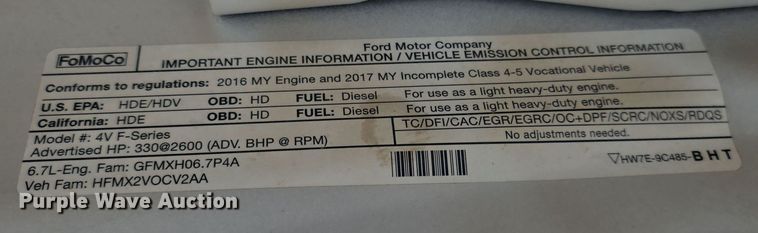 FoMoCo
Ford Motor Company
IMPORTANT ENGINE INFORMATION / VEHICLE EMISSION CONTROL INFORMATION
Conforms to regulations: 2016 MY Engine and 2017 MY Incomplete Class 4-5 Vocational Vehicle
U.S. EPA: HDE/HDV OBD: HD FUEL: Diesel For use as a light heavy-duty engine.
California: HDE OBD: HD FUEL: Diesel For use as a light heavy-duty engine.
Model #: 4V F-Series TC/DFI/CAC/EGR/EGRC/OC+DPF/SCRC/NOXS/RDQS
Advertised HP: 330@2600 (ADV. BHP @ RPM) No adjustments needed.
6.7L-Eng. Fam: GFMXH06.7P4A
Veh Fam: HFMX2VOCV2AA
HW7E-9C485-BHT
Purple Wave Auction